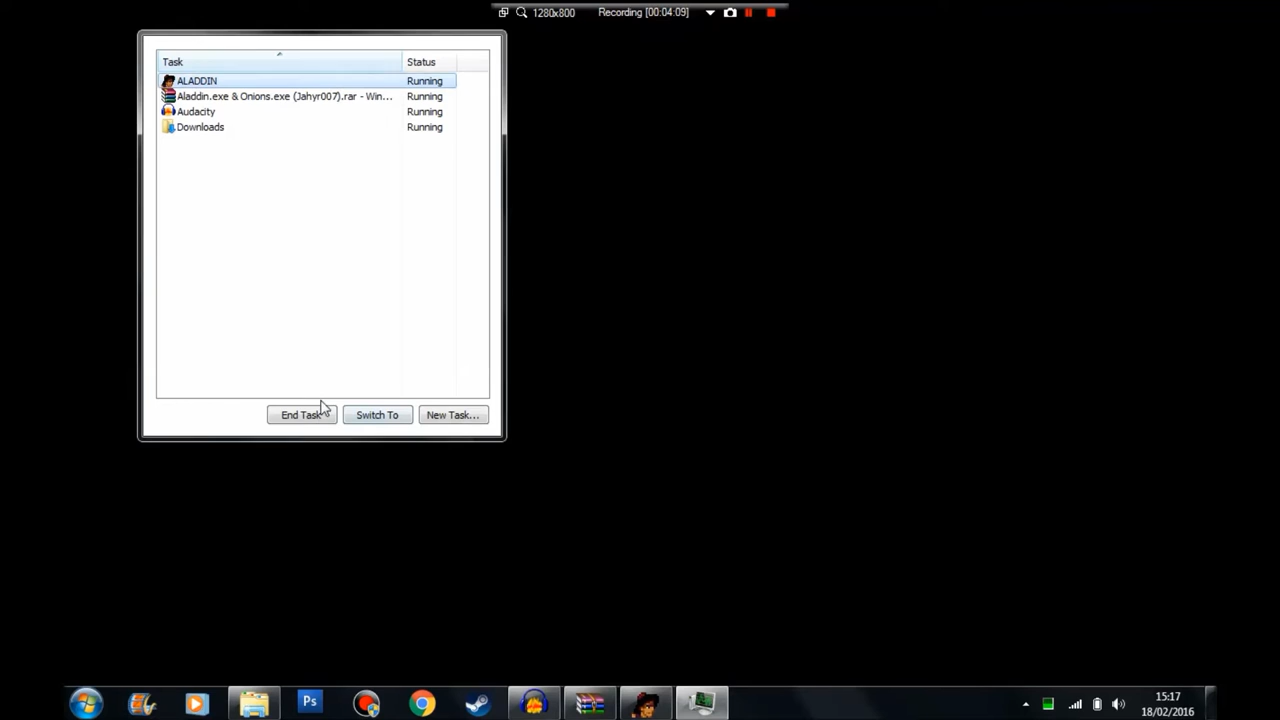 1280x800 Recording [00:04:09]
Task Status
ALADDIN Running
Aladdin.exe & Onions.exe (Jahyr007).rar - Win... Running
Audacity Running
Downloads Running
End Task Switch To New Task...
Ps
15:17
18/02/2016